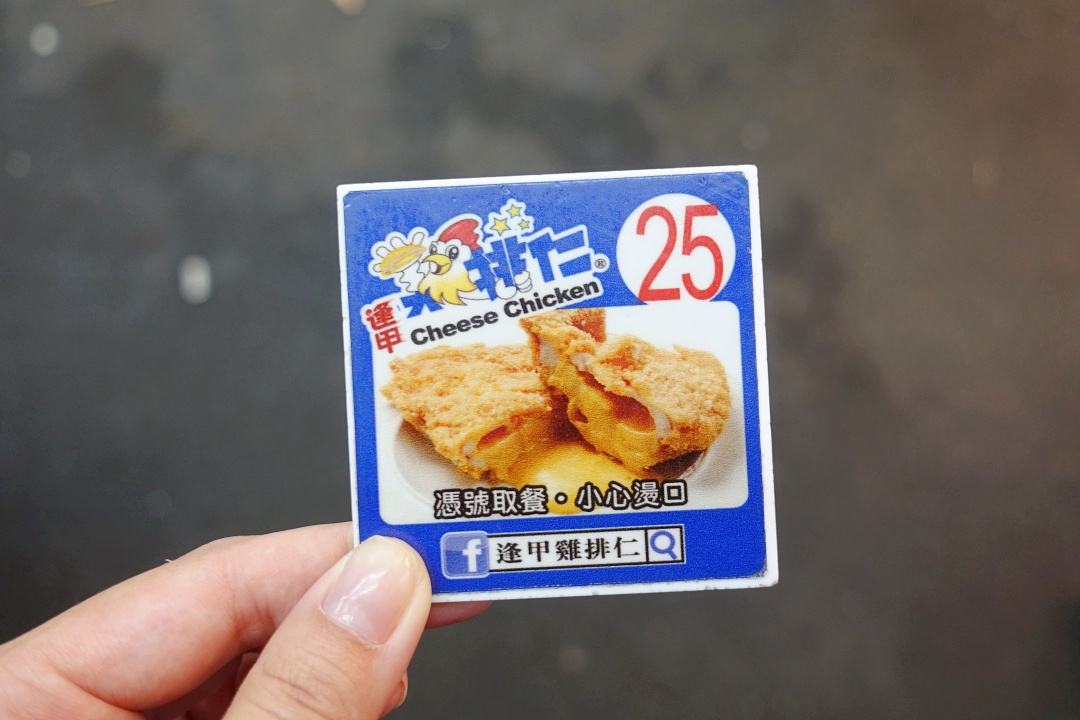 排仁®
25
逢甲
Cheese Chicken
憑號取餐・小心燙口
f 逢甲雞排仁